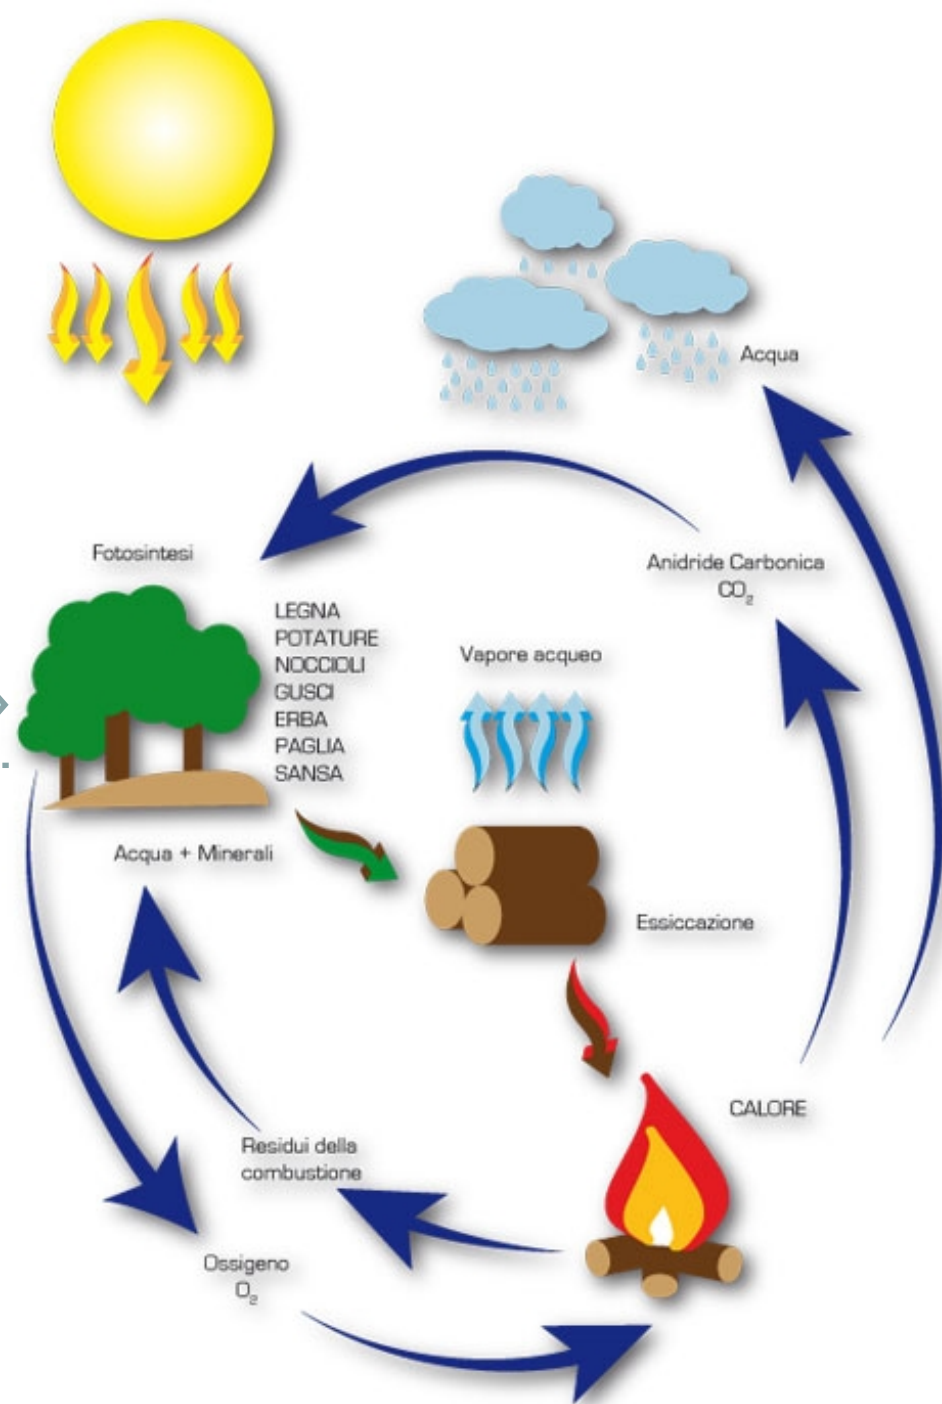 Acqua
Fotosintesi
Anidride Carbonica
CO₂
LEGNA
POTATURE
NOCCIOLI
GUSCI
ERBA
PAGLIA
SANSA
Vapore acqueo
Acqua + Minerali
Essiccazione
CALORE
Residui della
combustione
Ossigeno
O₂